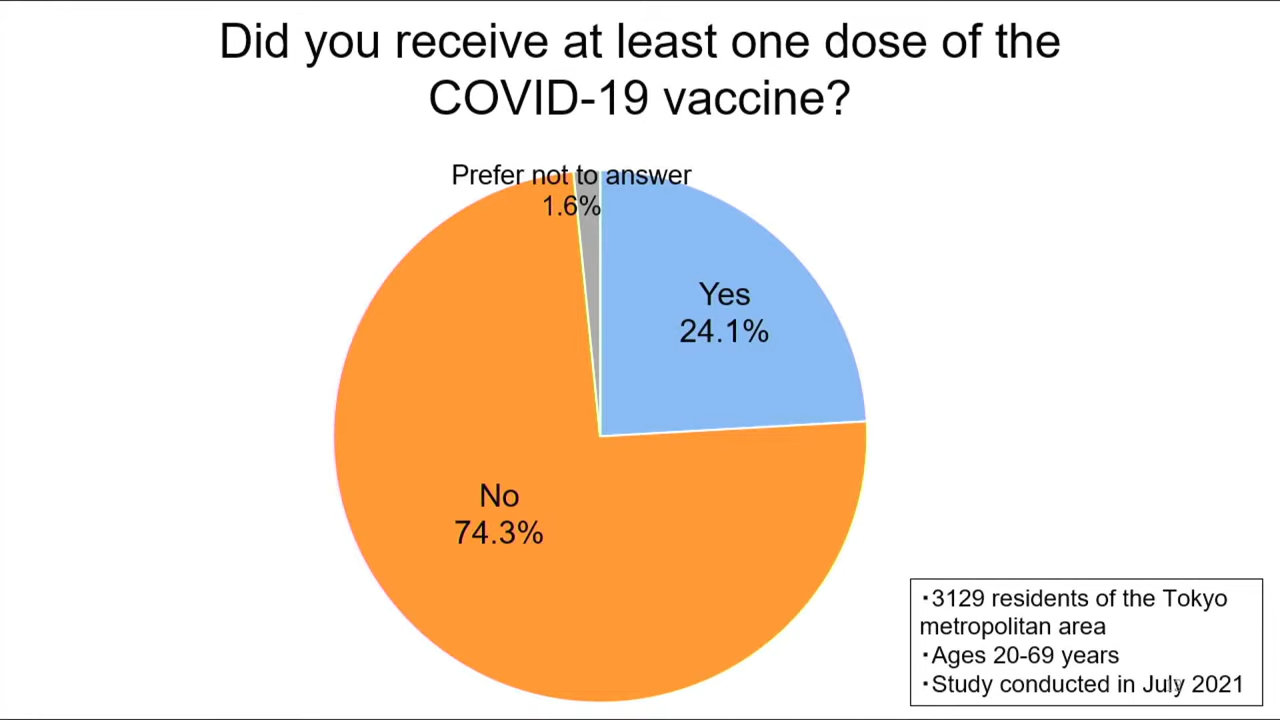 Did you receive at least one dose of the
COVID-19 vaccine?
Prefer not to answer
1.6%
Yes
24.1%
No
74.3%
・3129 residents of the Tokyo
metropolitan area
・Ages 20-69 years
・Study conducted in July 2021